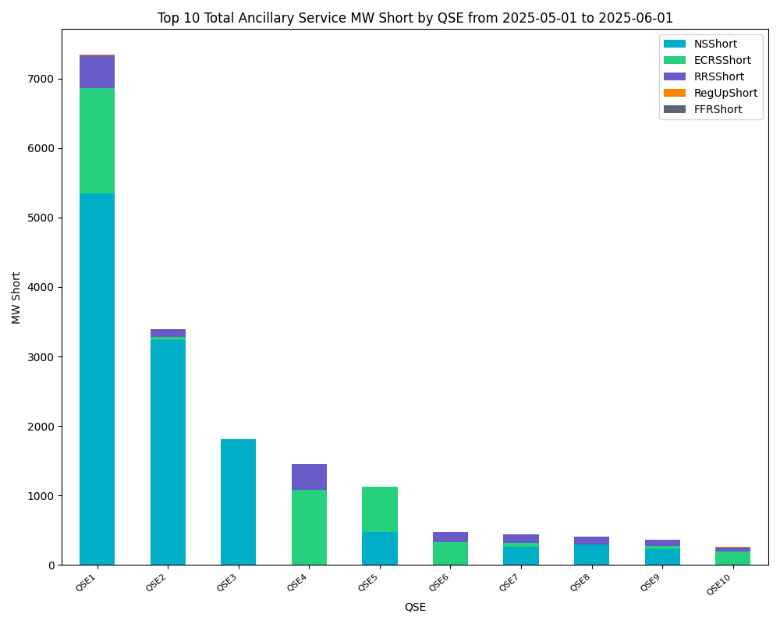 Top 10 Total Ancillary Service MW Short by QSE from 2025-05-01 to 2025-06-01
NSShort
ECRSShort
RRSShort
RegUpShort
FFRShort
MW Short
7000
6000
5000
4000
3000
2000
1000
0
QSE1
QSE2
QSE3
QSE4
QSE5
QSE6
QSE7
QSE8
QSE9
QSE10
QSE